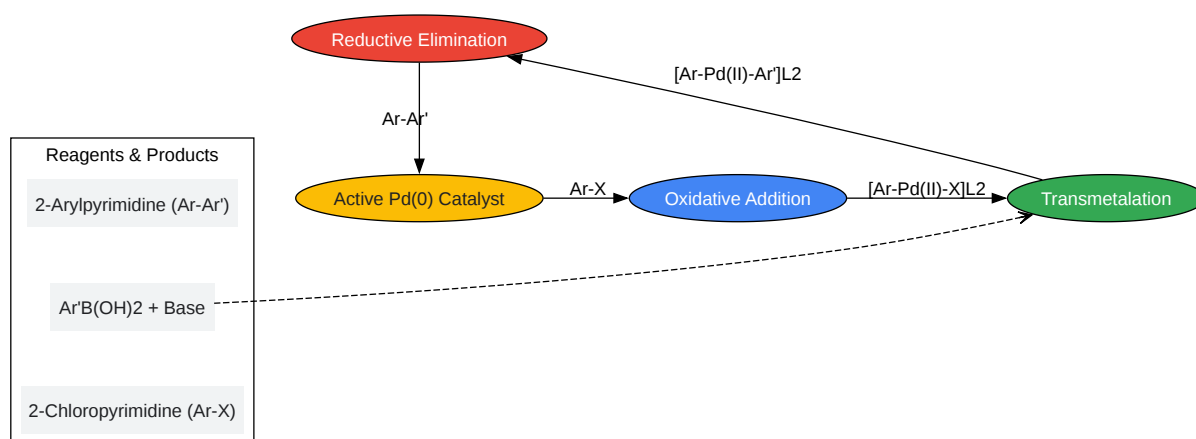 Reductive Elimination
[Ar-Pd(II)-Ar']L2
Ar-Ar'
Reagents & Products
2-Arylpyrimidine (Ar-Ar')
Active Pd(0) Catalyst
Ar-X
Oxidative Addition
[Ar-Pd(II)-X]L2
Transmetalation
Ar'B(OH)2 + Base
2-Chloropyrimidine (Ar-X)